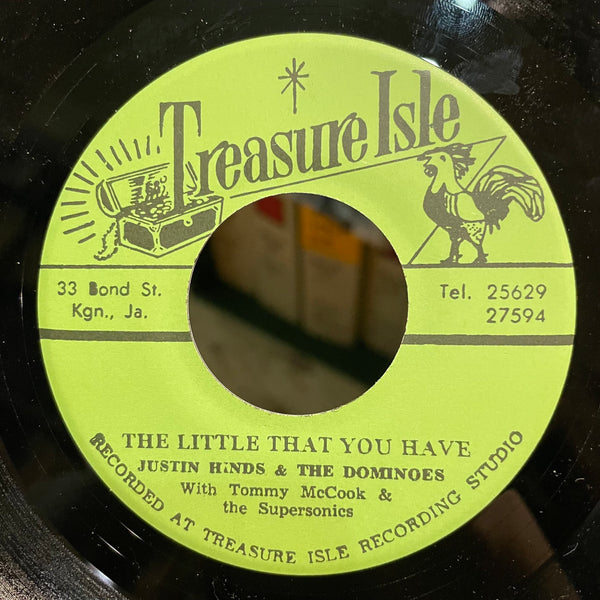 Treasure Isle
33 Bond St.
Kgn., Ja.
Tel. 25629
27594
THE LITTLE THAT YOU HAVE
JUSTIN HINDS & THE DOMINOES
With Tommy McCook &
the Supersonics
RECORDED AT TREASURE ISLE RECORDING STUDIO